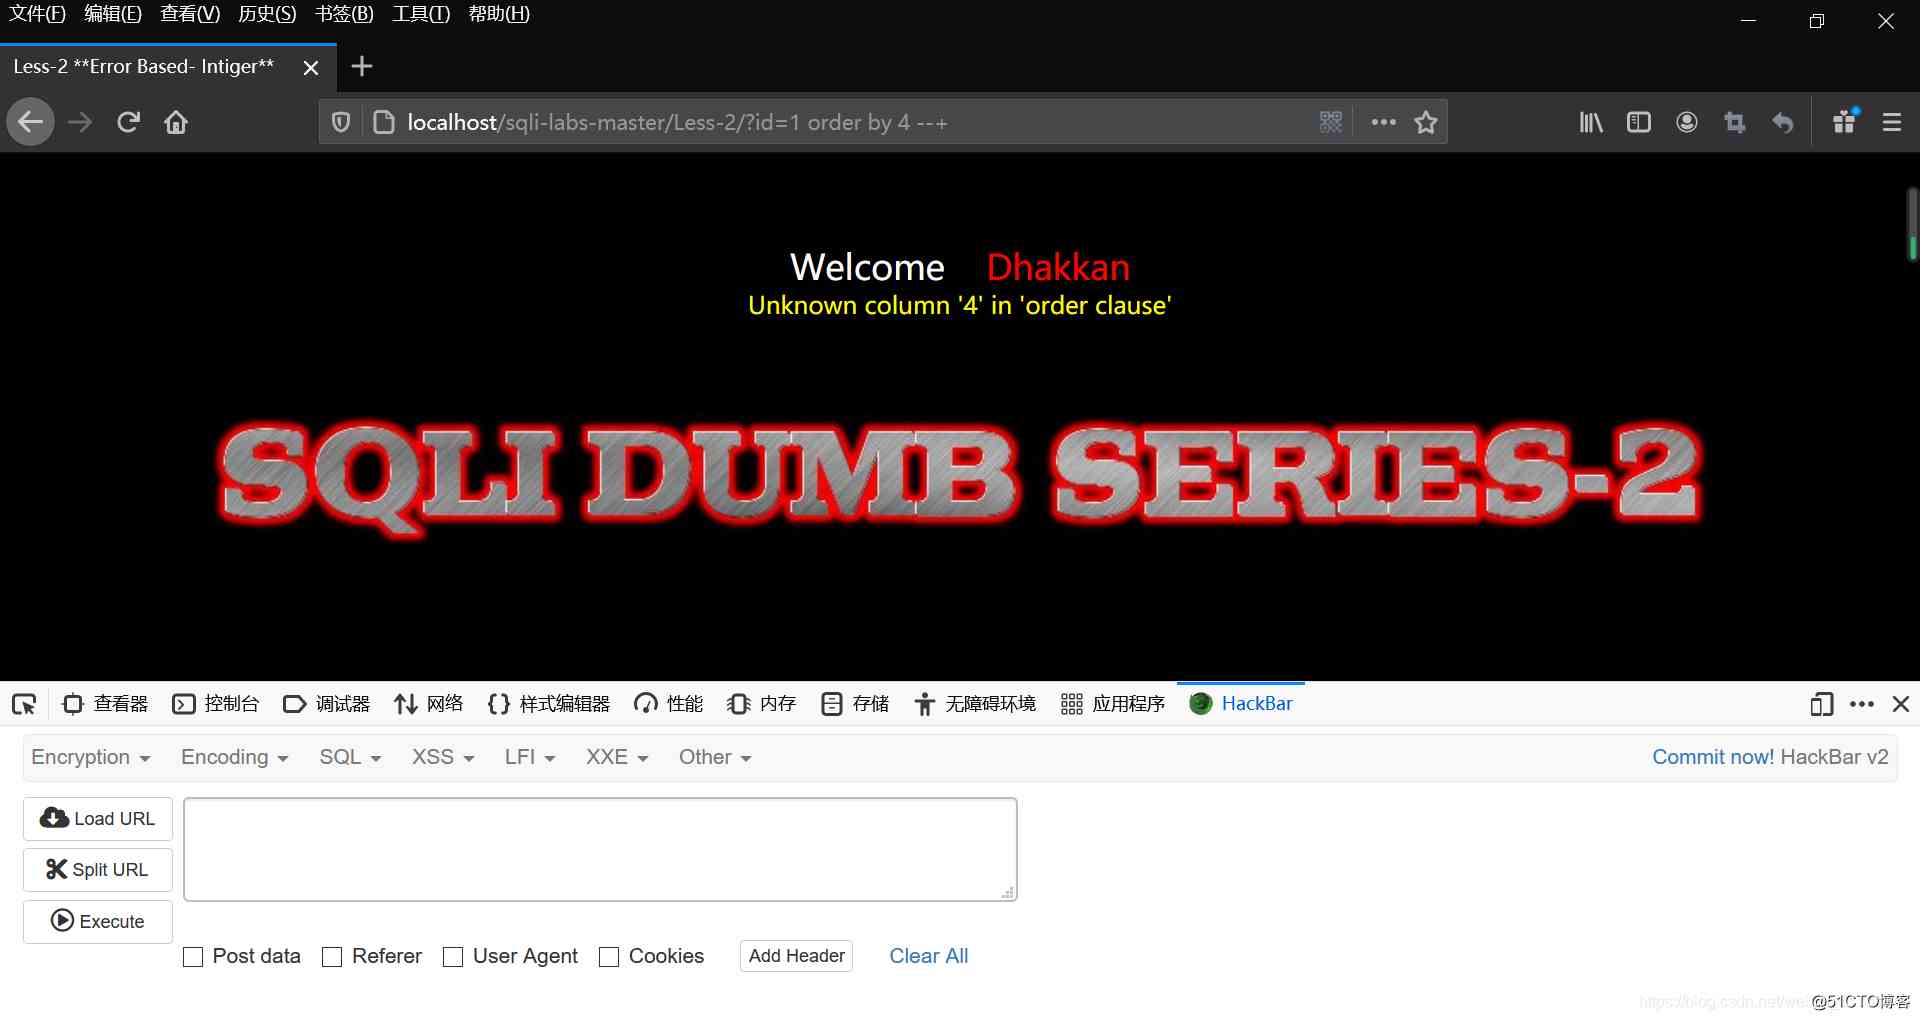 文件(F) 编辑(E) 查看(V) 历史(S) 书签(B) 工具(T) 帮助(H)
Less-2 **Error Based- Intiger**
localhost/sqli-labs-master/Less-2/?id=1 order by 4 --+
Welcome Dhakkan
Unknown column '4' in 'order clause'
SQLI DUMB SERIES-2
查看器 控制台 调试器 网络 样式编辑器 性能 内存 存储 无障碍环境 应用程序 HackBar
Encryption Encoding SQL XSS LFI XXE Other Commit now! HackBar v2
Load URL
Split URL
Execute
Post data Referer User Agent Cookies Add Header Clear All
https://blog.csdn.net/we @51CTO博客